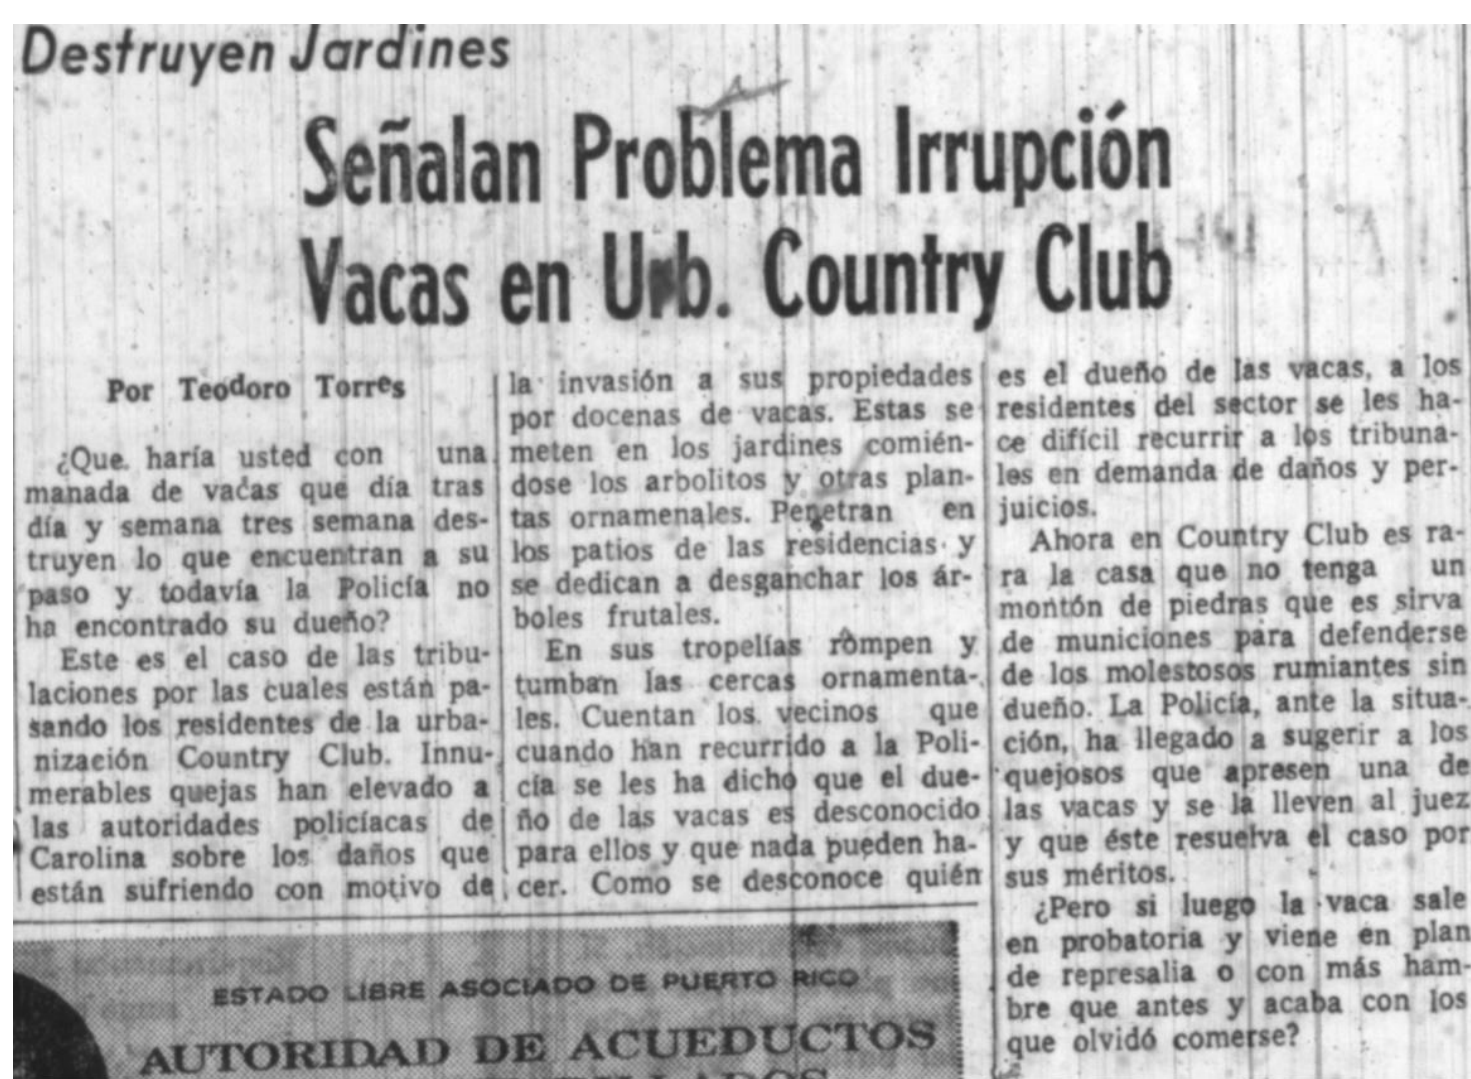 Destruyen Jardines
Señalan Problema Irrupción
Vacas en Urb. Country Club
Por Teodoro Torres
¿Que haría usted con una
manada de vacas que día tras
día y semana tres semana des-
truyen lo que encuentran a su
paso y todavía la Policía no
ha encontrado su dueño?
Este es el caso de las tribu-
laciones por las cuales están pa-
sando los residentes de la urba-
nización Country Club. Innu-
merables quejas han elevado a
las autoridades policíacas de
Carolina sobre los daños que
están sufriendo con motivo de
la invasión a sus propiedades
por docenas de vacas. Estas se
meten en los jardines comién-
dose los arbolitos y otras plan-
tas ornamenales. Penetran en
los patios de las residencias y
se dedican a desganchar los ár-
boles frutales.
En sus tropelías rompen y
tumban las cercas ornamenta-
les. Cuentan los vecinos que
cuando han recurrido a la Poli-
cía se les ha dicho que el due-
ño de las vacas es desconocido
para ellos y que nada pueden ha-
cer. Como se desconoce quién
es el dueño de las vacas, a los
residentes del sector se les ha-
ce difícil recurrir a los tribuna-
les en demanda de daños y per-
juicios.
Ahora en Country Club es ra-
ra la casa que no tenga un
montón de piedras que es sirva
de municiones para defenderse
de los molestosos rumiantes sin
dueño. La Policía, ante la situa-
ción, ha llegado a sugerir a los
quejosos que apresen una de
las vacas y se la lleven al juez
y que éste resuelva el caso por
sus méritos.
¿Pero si luego la vaca sale
en probatoria y viene en plan
de represalia o con más ham-
bre que antes y acaba con los
que olvidó comerse?
ESTADO LIBRE ASOCIADO DE PUERTO RICO
AUTORIDAD DE ACUEDUCTOS